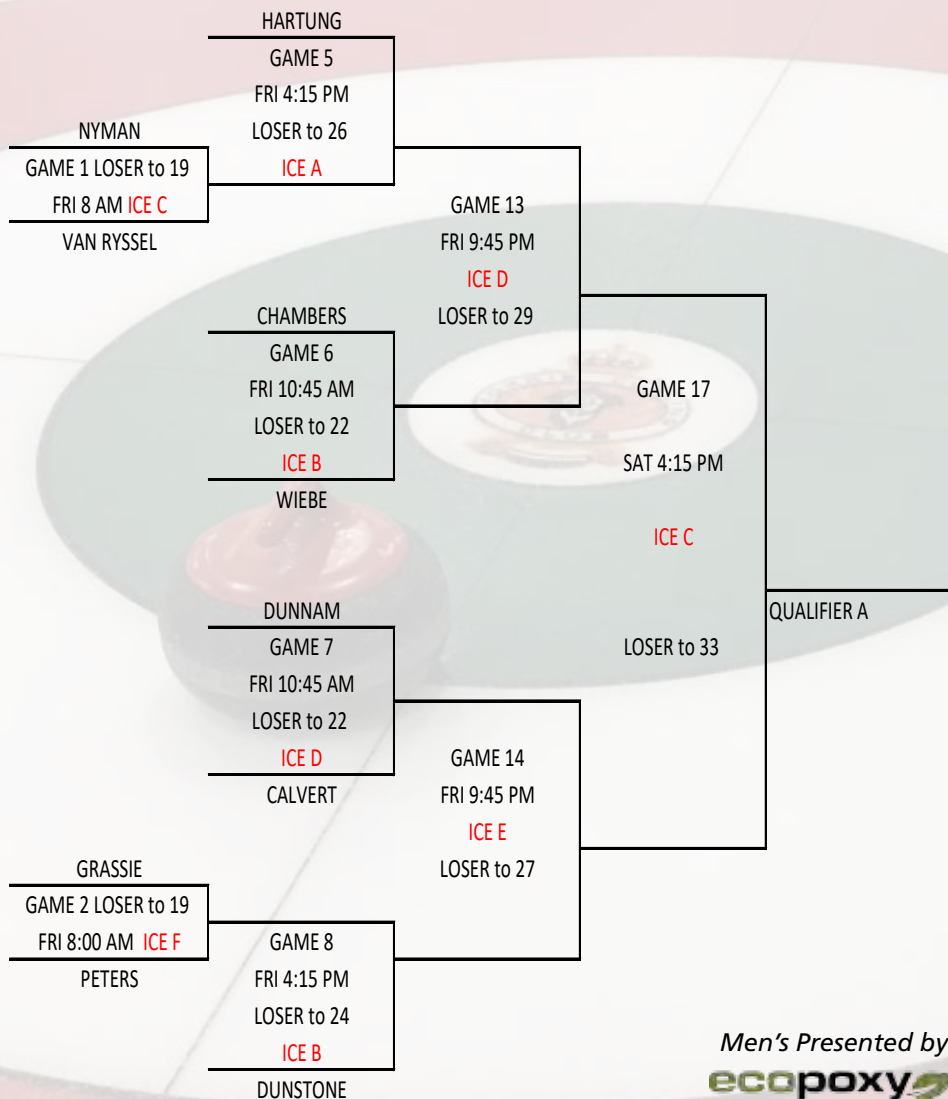 HARTUNG
GAME 5
FRI 4:15 PM
LOSER to 26
ICE A
NYMAN
GAME 1 LOSER to 19
FRI 8 AM ICE C
VAN RYSSEL
GAME 13
FRI 9:45 PM
ICE D
LOSER to 29
CHAMBERS
GAME 6
FRI 10:45 AM
LOSER to 22
ICE B
WIEBE
GAME 17
SAT 4:15 PM
ICE C
LOSER to 33
QUALIFIER A
DUNNAM
GAME 7
FRI 10:45 AM
LOSER to 22
ICE D
CALVERT
GAME 14
FRI 9:45 PM
ICE E
LOSER to 27
GRASSIE
GAME 2 LOSER to 19
FRI 8:00 AM ICE F
PETERS
GAME 8
FRI 4:15 PM
LOSER to 24
ICE B
DUNSTONE
Men's Presented by
ecopoxy